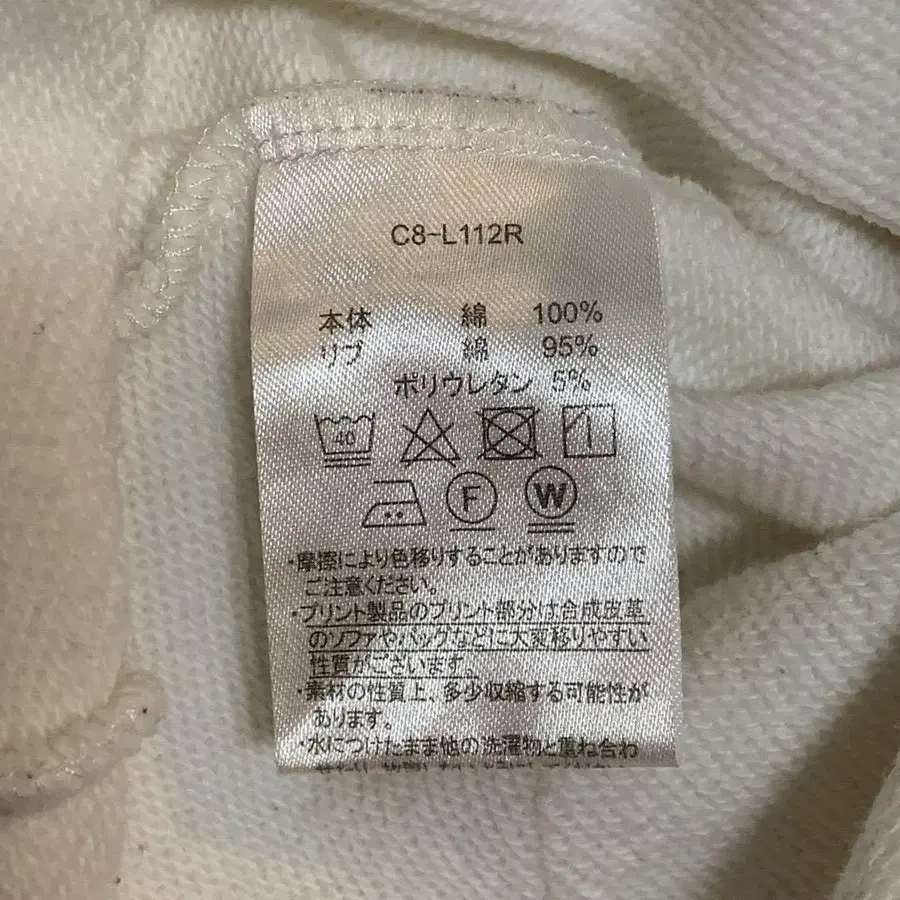 C8-L112R
本体 綿 100%
リブ 綿 95%
ポリウレタン 5%
40
F W
・摩擦により色移りすることがありますので
ご注意ください。
・プリント製品のプリント部分は合成皮革
のソファやバッグなどに大変移りやすい
性質がございます。
・素材の性質上、多少収縮する可能性が
あります。
・水につけたまま他の洗濯物と重ね合わ